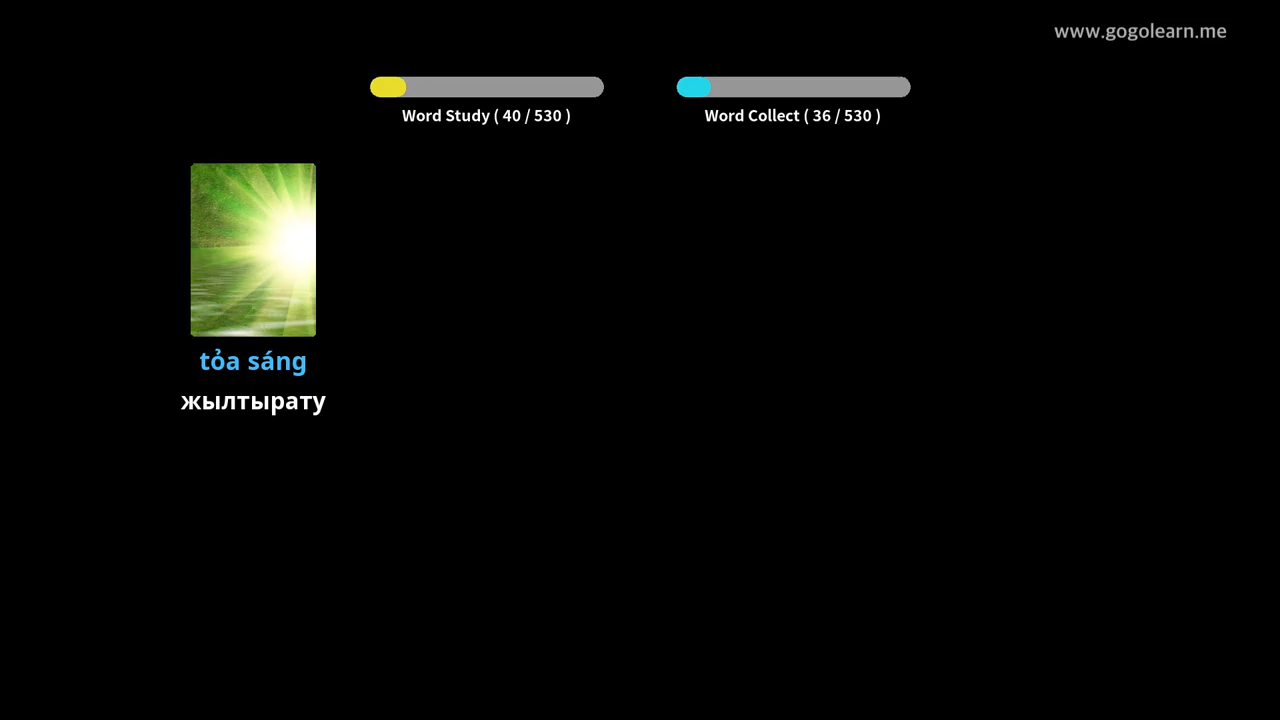 www.gogolearn.me
Word Study ( 40 / 530 )
Word Collect ( 36 / 530 )
tỏa sáng
жылтырату